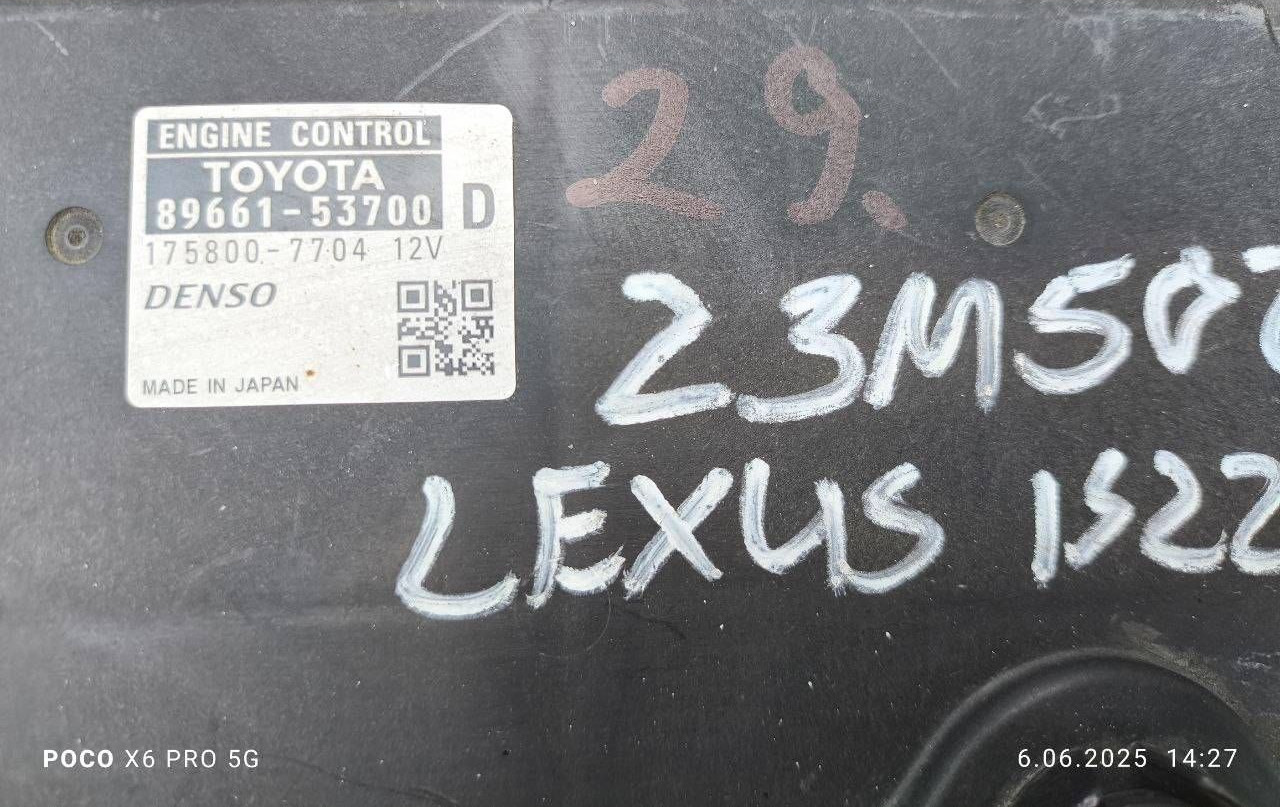 ENGINE CONTROL
TOYOTA
89661-53700 D
175800-7704 12V
DENSO
MADE IN JAPAN
29.
LEXUS IS22
POCO X6 PRO 5G
6.06.2025 14:27